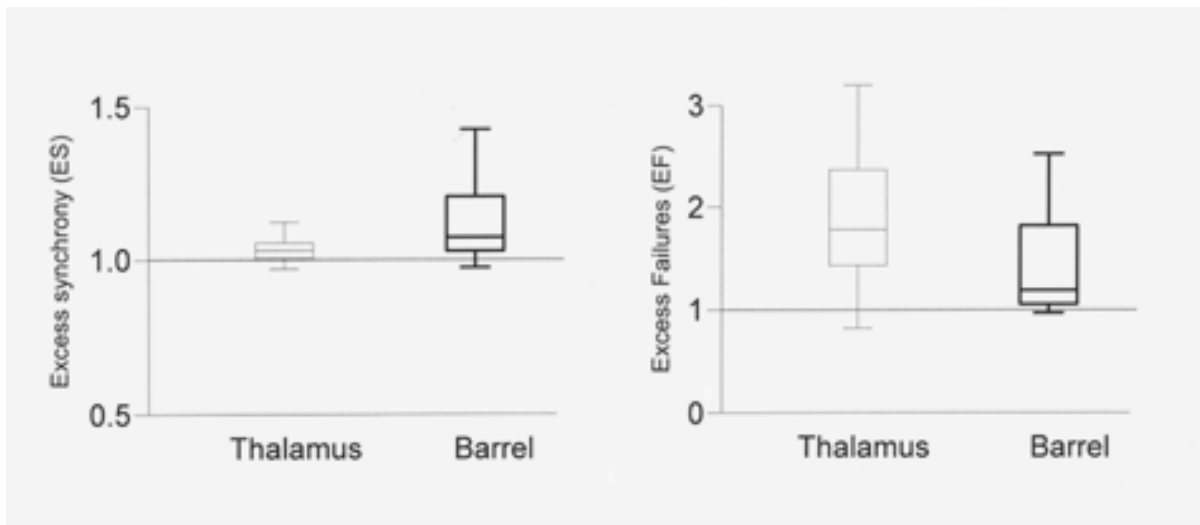 Excess synchrony (ES)
1.5
1.0
0.5
Thalamus
Barrel
Excess Failures (EF)
3
2
1
0
Thalamus
Barrel